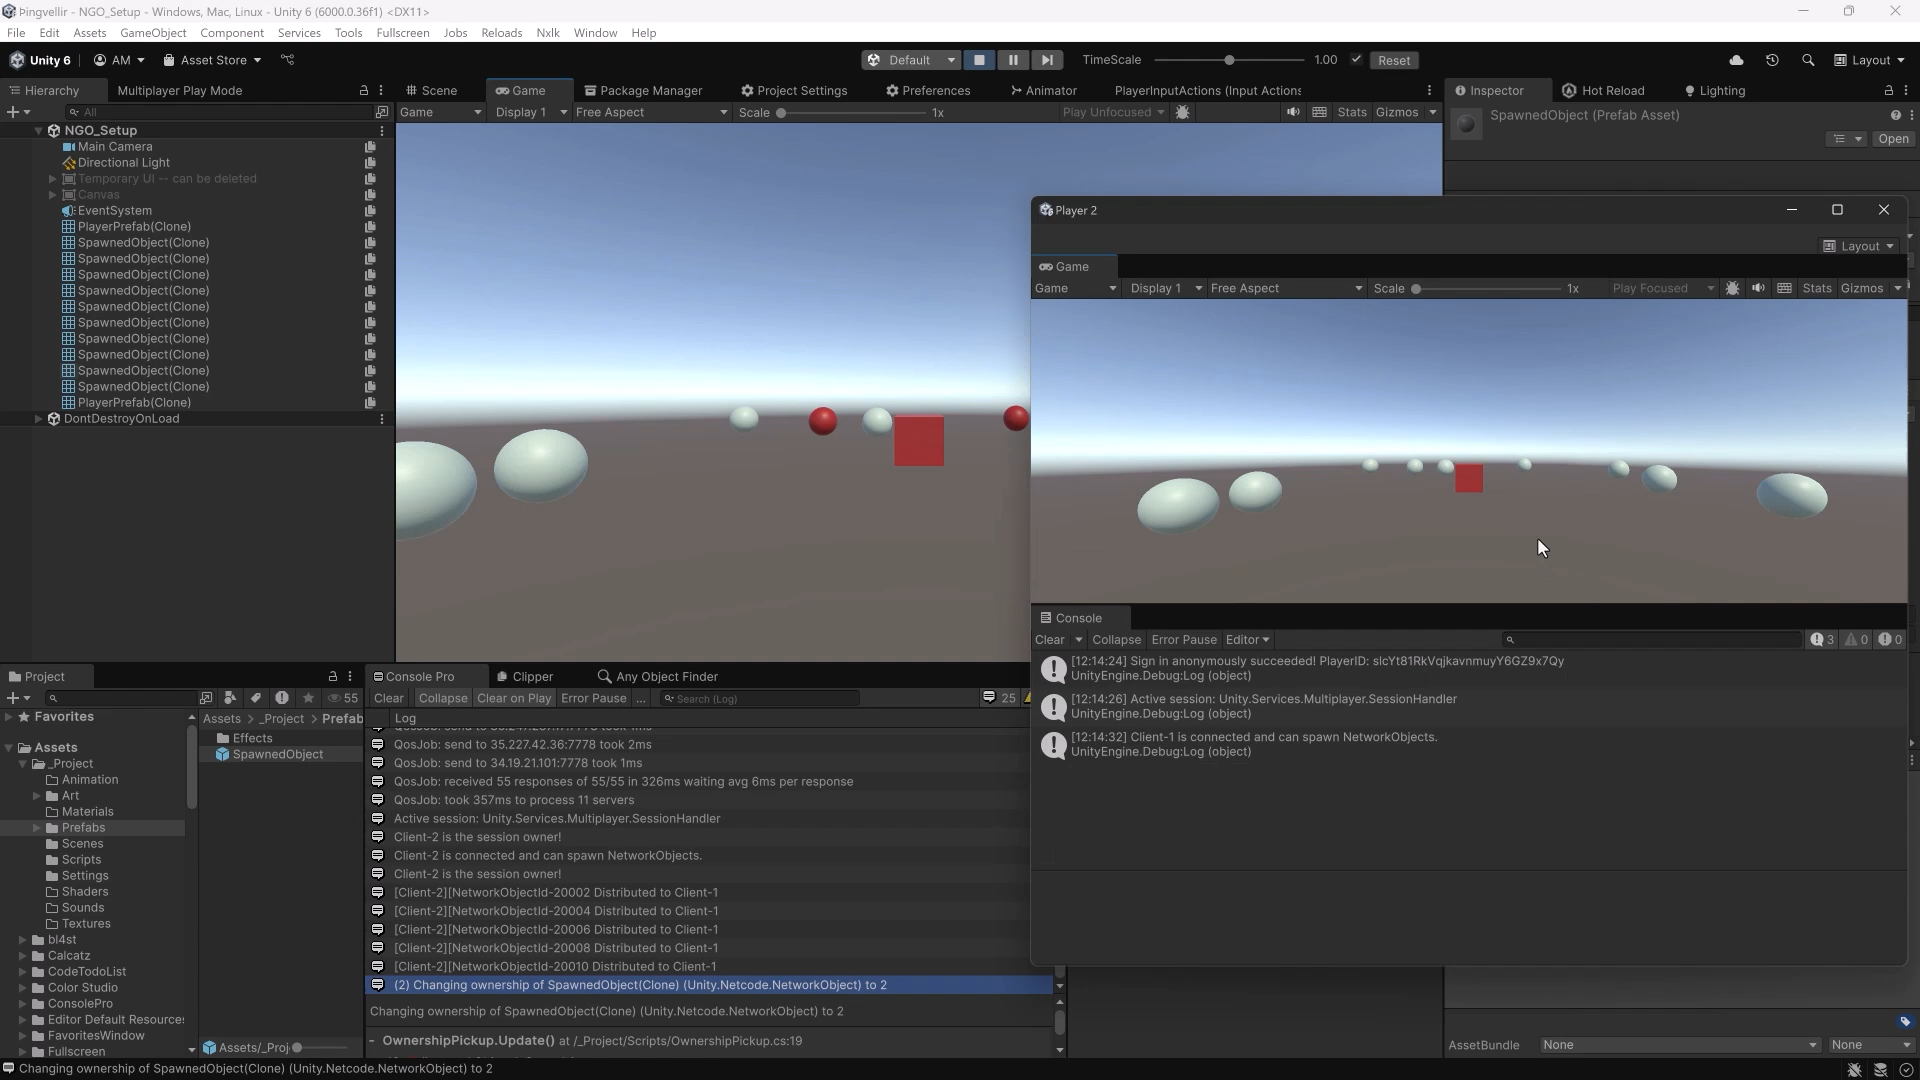 Pingvellir - NGO_Setup - Windows, Mac, Linux - Unity 6 (6000.0.36f1) <DX11>
File Edit Assets GameObject Component Services Tools Fullscreen Jobs Reloads Nxlk Window Help
Unity 6 AM Asset Store Default TimeScale 1.00 Reset Layout
Hierarchy Multiplayer Play Mode Scene Game Package Manager Project Settings Preferences Animator PlayerInputActions (Input Actions Inspector Hot Reload Lighting
All Game Display 1 Free Aspect Scale 1x Play Unfocused Stats Gizmos
SpawnedObject (Prefab Asset)
Open
NGO_Setup
Main Camera
Directional Light
Temporary UI -- can be deleted
Canvas
EventSystem
PlayerPrefab(Clone)
SpawnedObject(Clone)
SpawnedObject(Clone)
SpawnedObject(Clone)
SpawnedObject(Clone)
SpawnedObject(Clone)
SpawnedObject(Clone)
SpawnedObject(Clone)
SpawnedObject(Clone)
SpawnedObject(Clone)
SpawnedObject(Clone)
PlayerPrefab(Clone)
DontDestroyOnLoad
Player 2
Layout
Game
Game Display 1 Free Aspect Scale 1x Play Focused Stats Gizmos
Console
Clear Collapse Error Pause Editor 3 0 0
[12:14:24] Sign in anonymously succeeded! PlayerID: slcYt81RkVqjkavnmuyY6GZ9x7Qy
UnityEngine.Debug:Log (object)
[12:14:26] Active session: Unity.Services.Multiplayer.SessionHandler
UnityEngine.Debug:Log (object)
[12:14:32] Client-1 is connected and can spawn NetworkObjects.
UnityEngine.Debug:Log (object)
Project
55
Favorites
Assets
_Project
Animation
Art
Materials
Prefabs
Scenes
Scripts
Settings
Shaders
Sounds
Textures
bl4st
Calcatz
CodeTodoList
Color Studio
ConsolePro
Editor Default Resources
FavoritesWindow
Fullscreen
Assets > _Project > Prefab
Effects
SpawnedObject
Assets/_Proj
Console Pro Clipper Any Object Finder
Clear Collapse Clear on Play Error Pause ... Search (Log) 25
Log
QosJob: send to 35.227.42.36:7778 took 2ms
QosJob: send to 34.19.21.101:7778 took 1ms
QosJob: received 55 responses of 55/55 in 326ms waiting avg 6ms per response
QosJob: took 357ms to process 11 servers
Active session: Unity.Services.Multiplayer.SessionHandler
Client-2 is the session owner!
Client-2 is connected and can spawn NetworkObjects.
Client-2 is the session owner!
[Client-2][NetworkObjectId-20002 Distributed to Client-1
[Client-2][NetworkObjectId-20004 Distributed to Client-1
[Client-2][NetworkObjectId-20006 Distributed to Client-1
[Client-2][NetworkObjectId-20008 Distributed to Client-1
[Client-2][NetworkObjectId-20010 Distributed to Client-1
(2) Changing ownership of SpawnedObject(Clone) (Unity.Netcode.NetworkObject) to 2
Changing ownership of SpawnedObject(Clone) (Unity.Netcode.NetworkObject) to 2
- OwnershipPickup.Update() at /_Project/Scripts/OwnershipPickup.cs:19
AssetBundle None None
Changing ownership of SpawnedObject(Clone) (Unity.Netcode.NetworkObject) to 2